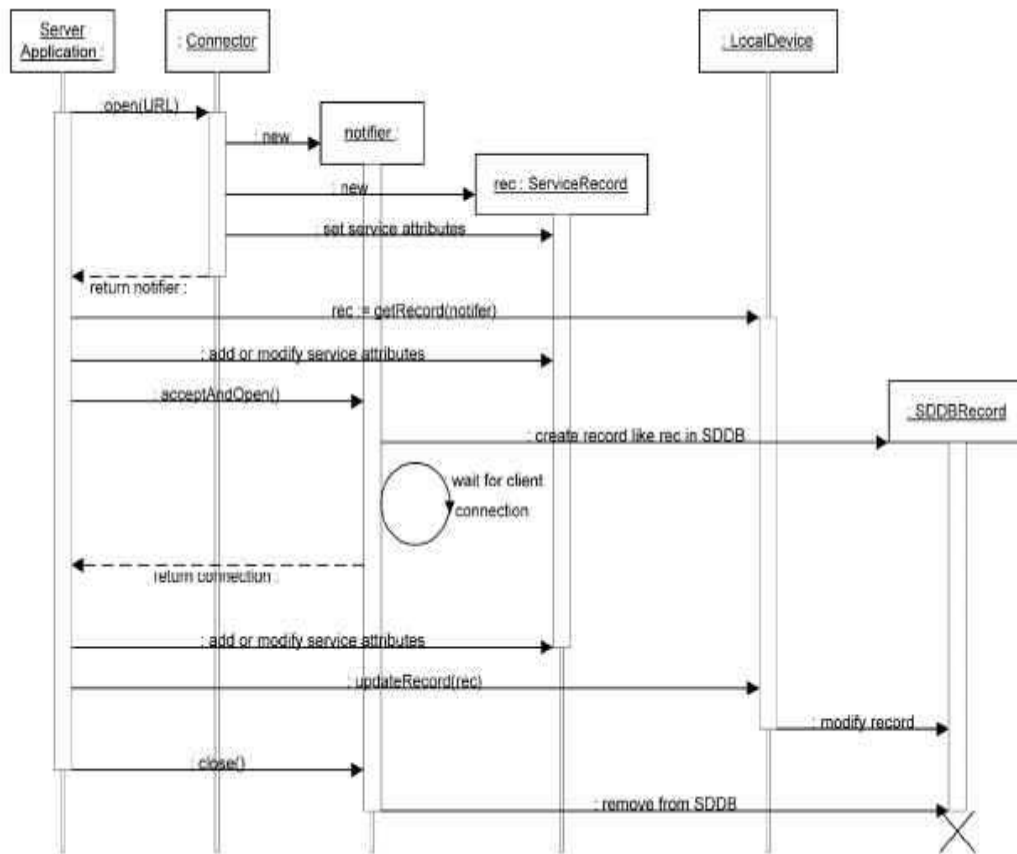 Server
Application :
: Connector
: LocalDevice
: open(URL)
: new
notifier :
: new
rec : ServiceRecord
: set service attributes
return notifier :
rec := getRecord(notifer)
: add or modify service attributes
: acceptAndOpen()
: SDDBRecord
: create record like rec in SDDB
wait for client
connection
return connection :
: add or modify service attributes
: updateRecord(rec)
: modify record
: close()
: remove from SDDB